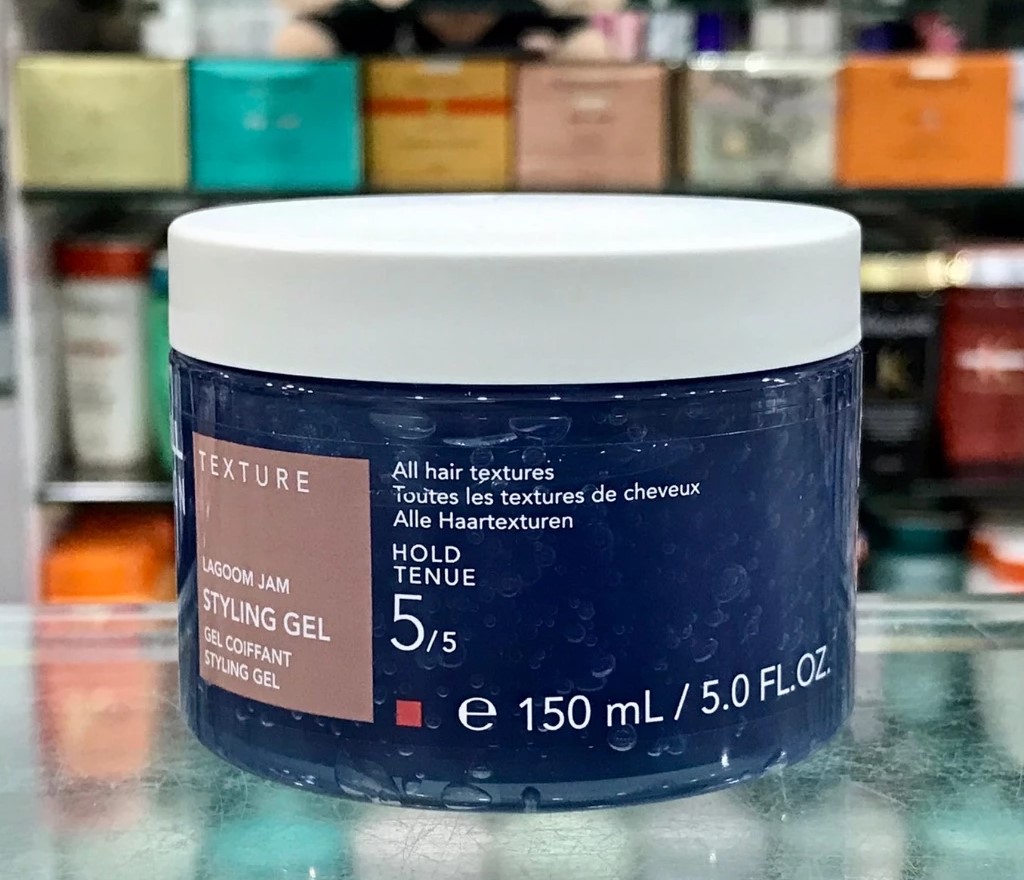 TEXTURE
LAGOOM JAM
STYLING GEL
GEL COIFFANT
STYLING GEL
All hair textures
Toutes les textures de cheveux
Alle Haartexturen
HOLD
TENUE
5/5
e 150 mL / 5.0 FL.OZ.